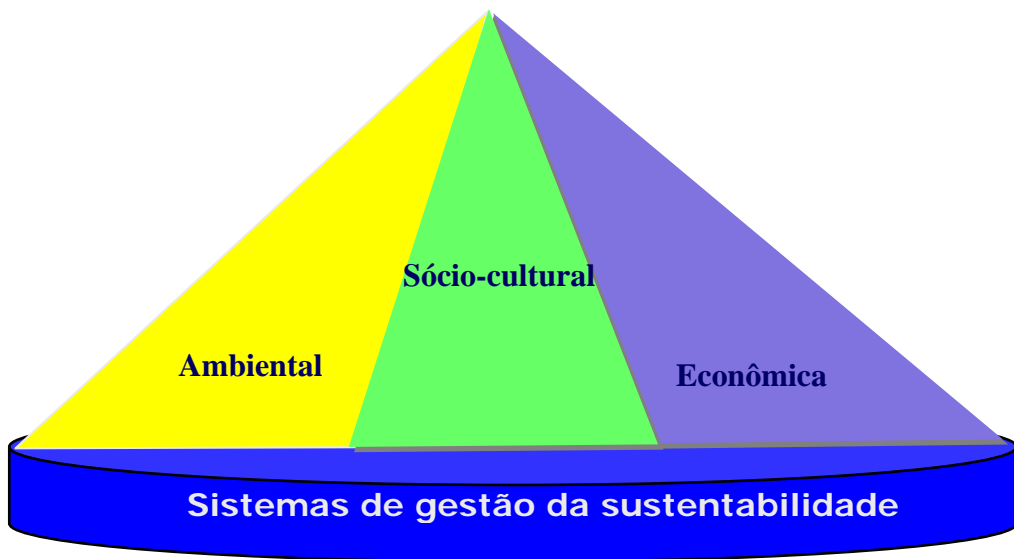 Sócio-cultural
Ambiental
Econômica
Sistemas de gestão da sustentabilidade